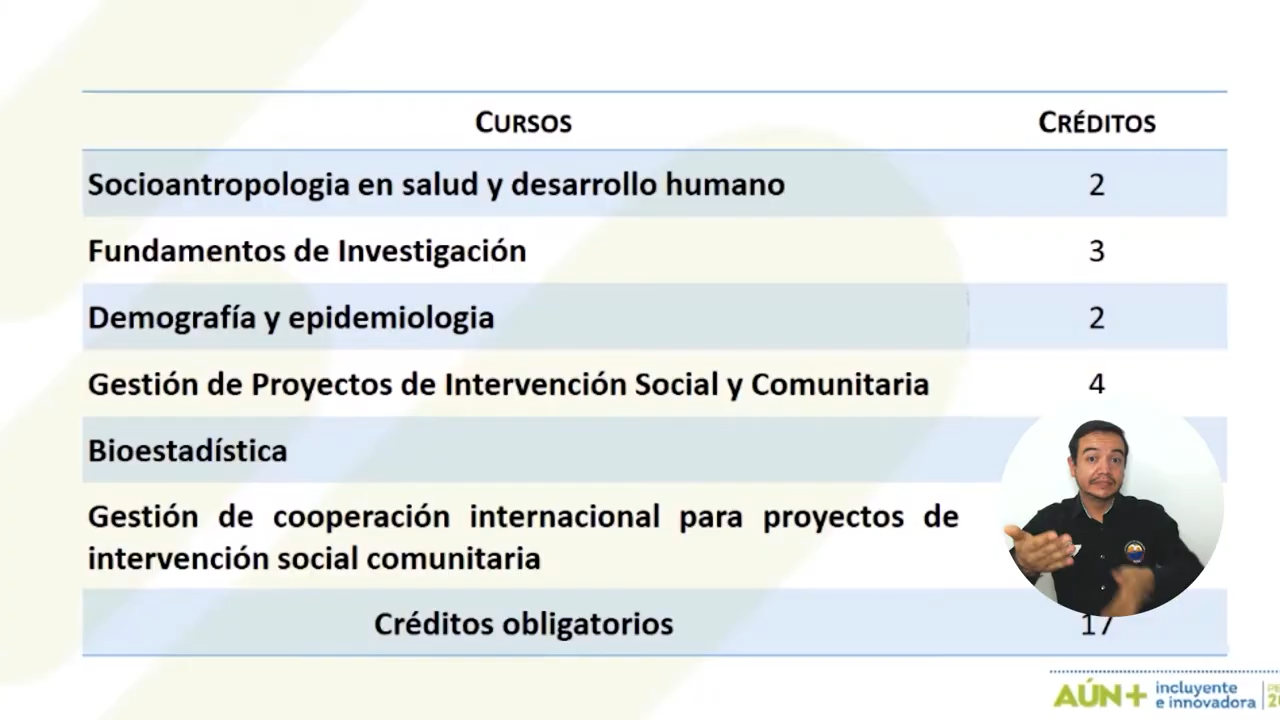 CURSOS CRÉDITOS
Socioantropologia en salud y desarrollo humano 2
Fundamentos de Investigación 3
Demografía y epidemiologia 2
Gestión de Proyectos de Intervención Social y Comunitaria 4
Bioestadística
Gestión de cooperación internacional para proyectos de
intervención social comunitaria
Créditos obligatorios 17
AÚN+ incluyente
e innovadora